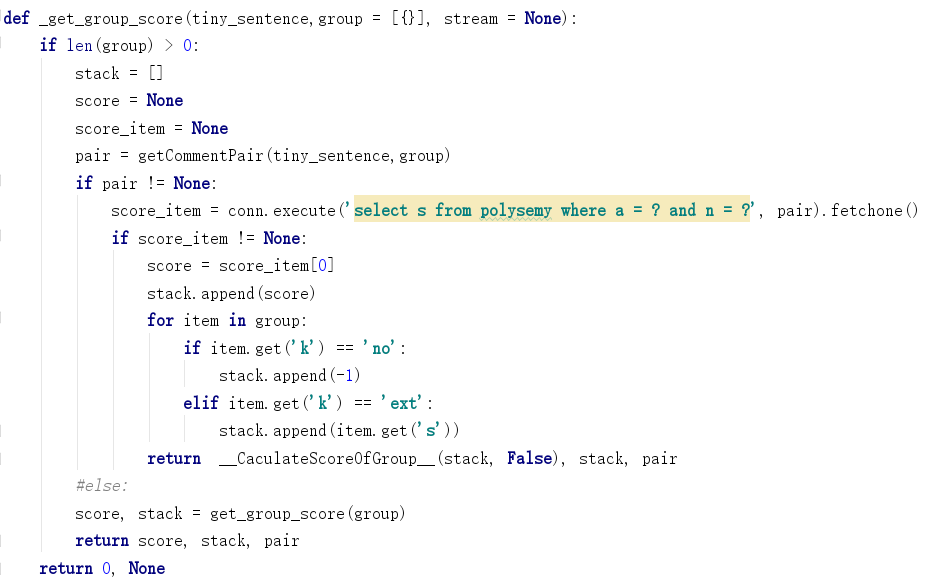 def _get_group_score(tiny_sentence,group = [{}], stream = None):
    if len(group) > 0:
        stack = []
        score = None
        score_item = None
        pair = getCommentPair(tiny_sentence,group)
        if pair != None:
            score_item = conn.execute('select s from polysemy where a = ? and n = ?', pair).fetchone()
            if score_item != None:
                score = score_item[0]
                stack.append(score)
                for item in group:
                    if item.get('k') == 'no':
                        stack.append(-1)
                    elif item.get('k') == 'ext':
                        stack.append(item.get('s'))
                return  __CaculateScoreOfGroup__(stack, False), stack, pair
        #else:
        score, stack = get_group_score(group)
        return score, stack, pair
    return 0, None